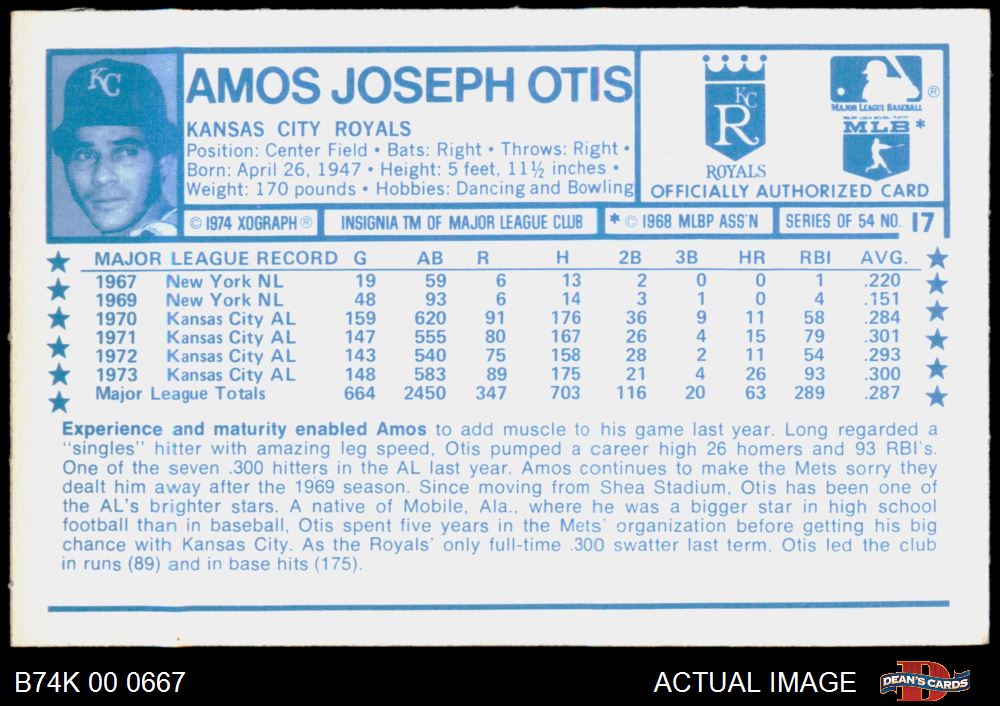 KC
AMOS JOSEPH OTIS
KANSAS CITY ROYALS
Position: Center Field • Bats: Right • Throws: Right •
Born: April 26, 1947 • Height: 5 feet, 11½ inches •
Weight: 170 pounds • Hobbies: Dancing and Bowling
KC
R
ROYALS
MAJOR LEAGUE BASEBALL ®
MLB *
OFFICIALLY AUTHORIZED CARD
© 1974 XOGRAPH ® INSIGNIA TM OF MAJOR LEAGUE CLUB * © 1968 MLBP ASS'N SERIES OF 54 NO. 17
MAJOR LEAGUE RECORD G AB R H 2B 3B HR RBI AVG.
1967 New York NL 19 59 6 13 2 0 0 1 .220
1969 New York NL 48 93 6 14 3 1 0 4 .151
1970 Kansas City AL 159 620 91 176 36 9 11 58 .284
1971 Kansas City AL 147 555 80 167 26 4 15 79 .301
1972 Kansas City AL 143 540 75 158 28 2 11 54 .293
1973 Kansas City AL 148 583 89 175 21 4 26 93 .300
Major League Totals 664 2450 347 703 116 20 63 289 .287
Experience and maturity enabled Amos to add muscle to his game last year. Long regarded a
"singles" hitter with amazing leg speed, Otis pumped a career high 26 homers and 93 RBI's.
One of the seven .300 hitters in the AL last year, Amos continues to make the Mets sorry they
dealt him away after the 1969 season. Since moving from Shea Stadium, Otis has been one of
the AL's brighter stars. A native of Mobile, Ala., where he was a bigger star in high school
football than in baseball, Otis spent five years in the Mets' organization before getting his big
chance with Kansas City. As the Royals' only full-time .300 swatter last term, Otis led the club
in runs (89) and in base hits (175).
B74K 00 0667 ACTUAL IMAGE
D
DEAN'S CARDS